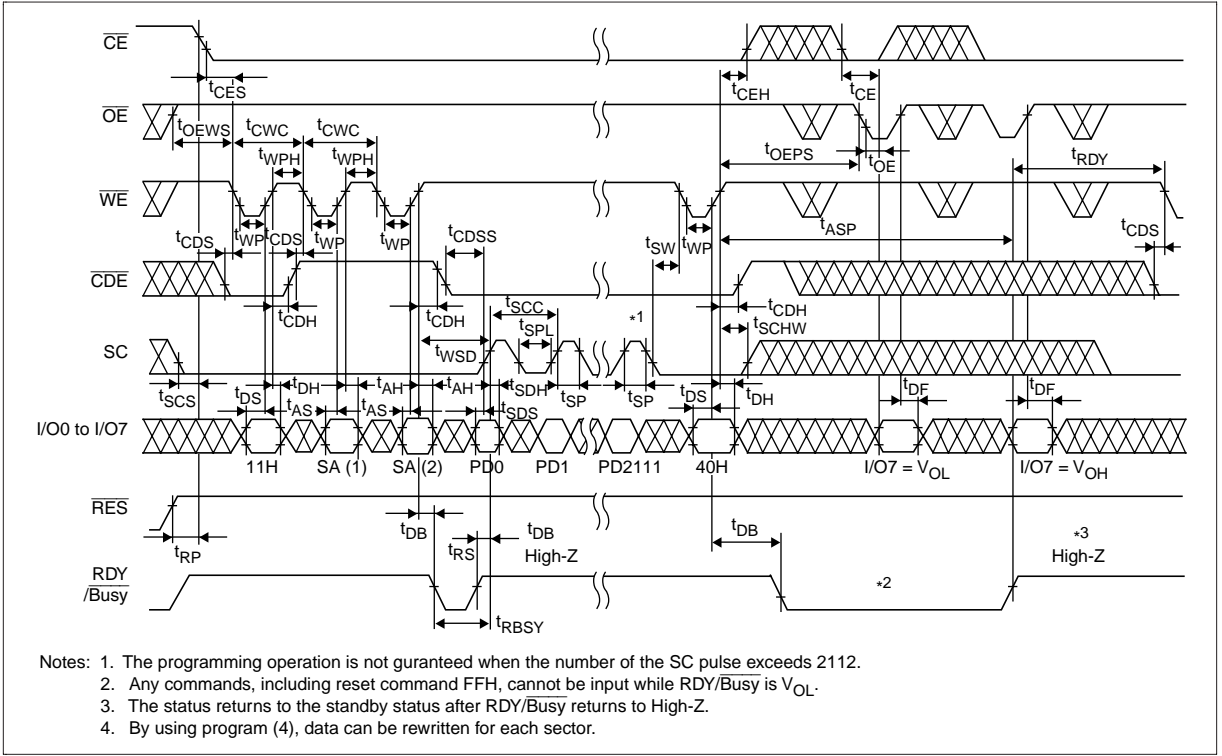 CE
tCES tCEH tCE
OE
tOEWS tCWC tCWC
tWPH tWPH tOEPS tOE tRDY
WE
tCDS tWP tCDS tWP tWP tCDSS tSW tWP tASP tCDS
CDE
tCDH tCDH tSCC *1 tCDH
tSPL tSCHW
SC
tWSD
tSCS tDS tDH tAS tAH tAS tAH tSDH tSDS tSP tSP tDS tDH tDF tDF
I/O0 to I/O7
11H SA (1) SA (2) PD0 PD1 PD2111 40H I/O7 = VOL I/O7 = VOH
RES
tRP tDB tRS tDB tDB *3
High-Z High-Z
RDY
/Busy
*2
tRBSY
Notes: 1. The programming operation is not guranteed when the number of the SC pulse exceeds 2112.
2. Any commands, including reset command FFH, cannot be input while RDY/Busy is VOL.
3. The status returns to the standby status after RDY/Busy returns to High-Z.
4. By using program (4), data can be rewritten for each sector.